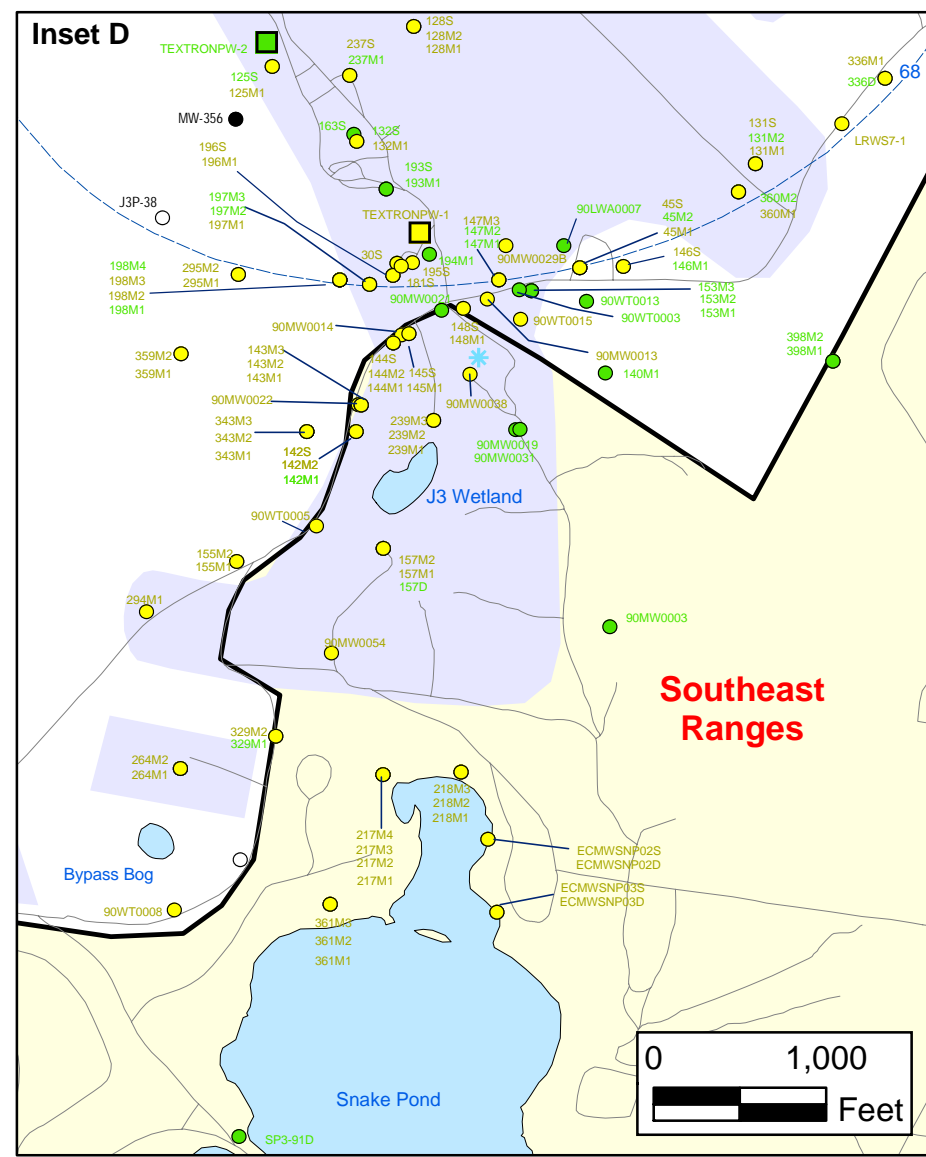 Inset D
TEXTRONPW-2
125S
125M1
237S
237M1
128S
128M2
128M1
336M1
336D
68
MW-356
163S
132S
132M1
131S
131M2
131M1
LRWS7-1
196S
196M1
193S
193M1
360M2
360M1
197M3
197M2
197M1
J3P-38
TEXTRONPW-1
147M3
147M2
147M1
90LWA0007
45S
45M2
45M1
90MW0029B
146S
146M1
30S
194M1
195S
181S
198M4
198M3
198M2
198M1
295M2
295M1
90MW0021
90WT0013
153M3
153M2
153M1
90WT0003
90WT0015
90MW0014
148S
148M1
90MW0013
398M2
398M1
359M2
359M1
143M3
143M2
143M1
144S
144M2
144M1
145S
145M1
140M1
90MW0022
90MW0038
343M3
343M2
343M1
142S
142M2
142M1
239M3
239M2
239M1
90MW0019
90MW0031
J3 Wetland
90WT0005
155M2
155M1
157M2
157M1
157D
294M1
90MW0003
90MW0054
Southeast
Ranges
329M2
329M1
264M2
264M1
218M3
218M2
218M1
217M4
217M3
217M2
217M1
ECMWSNP02S
ECMWSNP02D
Bypass Bog
ECMWSNP03S
ECMWSNP03D
90WT0008
361M3
361M2
361M1
0
1,000
Feet
Snake Pond
SP3-91D